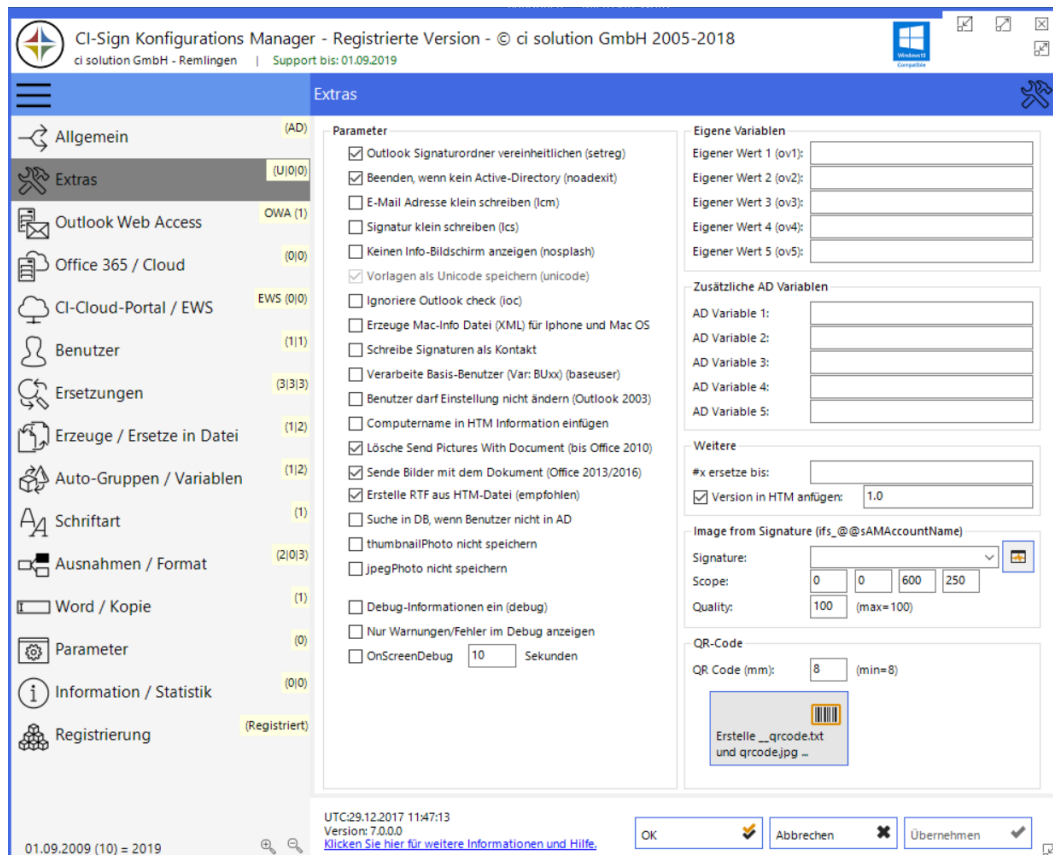 CI-Sign Konfigurations Manager - Registrierte Version - © ci solution GmbH 2005-2018
ci solution GmbH - Remlingen | Support bis: 01.09.2019
Windows 10
Compatible
Extras
Allgemein (AD)
Extras (U|0|0)
Outlook Web Access OWA (1)
Office 365 / Cloud (0|0)
CI-Cloud-Portal / EWS EWS (0|0)
Benutzer (1|1)
Ersetzungen (3|3|3)
Erzeuge / Ersetze in Datei (1|2)
Auto-Gruppen / Variablen (1|2)
Schriftart (1)
Ausnahmen / Format (2|0|3)
Word / Kopie (1)
Parameter (0)
Information / Statistik (0|0)
Registrierung (Registriert)
01.09.2009 (10) = 2019
Parameter
Outlook Signaturordner vereinheitlichen (setreg)
Beenden, wenn kein Active-Directory (noadexit)
E-Mail Adresse klein schreiben (lcm)
Signatur klein schreiben (lcs)
Keinen Info-Bildschirm anzeigen (nosplash)
Vorlagen als Unicode speichern (unicode)
Ignoriere Outlook check (ioc)
Erzeuge Mac-Info Datei (XML) für Iphone und Mac OS
Schreibe Signaturen als Kontakt
Verarbeite Basis-Benutzer (Var: BUxx) (baseuser)
Benutzer darf Einstellung nicht ändern (Outlook 2003)
Computername in HTM Information einfügen
Lösche Send Pictures With Document (bis Office 2010)
Sende Bilder mit dem Dokument (Office 2013/2016)
Erstelle RTF aus HTM-Datei (empfohlen)
Suche in DB, wenn Benutzer nicht in AD
thumbnailPhoto nicht speichern
jpegPhoto nicht speichern
Debug-Informationen ein (debug)
Nur Warnungen/Fehler im Debug anzeigen
OnScreenDebug 10 Sekunden
Eigene Variablen
Eigener Wert 1 (ov1):
Eigener Wert 2 (ov2):
Eigener Wert 3 (ov3):
Eigener Wert 4 (ov4):
Eigener Wert 5 (ov5):
Zusätzliche AD Variablen
AD Variable 1:
AD Variable 2:
AD Variable 3:
AD Variable 4:
AD Variable 5:
Weitere
#x ersetze bis:
Version in HTM anfügen: 1.0
Image from Signature (ifs_@@sAMAccountName)
Signature:
Scope: 0 0 600 250
Quality: 100 (max=100)
QR-Code
QR Code (mm): 8 (min=8)
Erstelle __qrcode.txt
und qrcode.jpg ...
UTC:29.12.2017 11:47:13
Version: 7.0.0.0
Klicken Sie hier für weitere Informationen und Hilfe.
OK
Abbrechen
Übernehmen